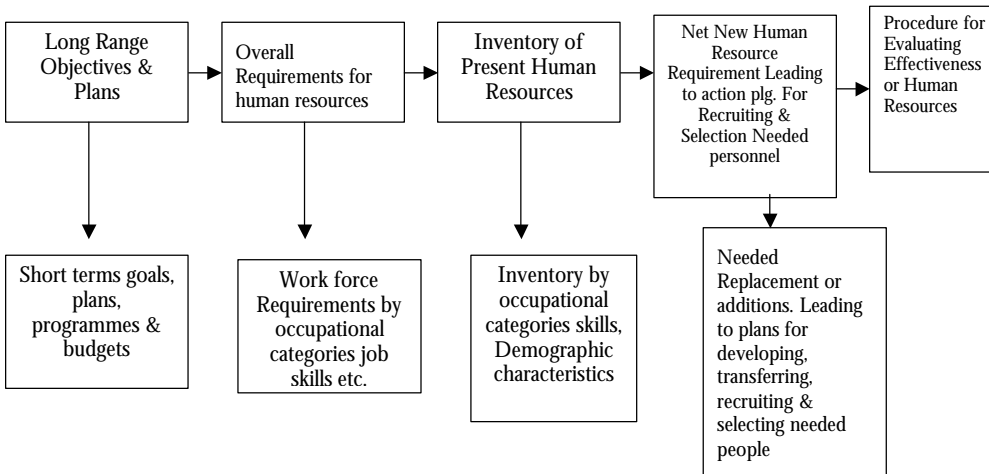 Long Range
Objectives &
Plans
Overall
Requirements for
human resources
Inventory of
Present Human
Resources
Net New Human
Resource
Requirement Leading
to action plg. For
Recruiting &
Selection Needed
personnel
Procedure for
Evaluating
Effectiveness
or Human
Resources
Short terms goals,
plans,
programmes &
budgets
Work force
Requirements by
occupational
categories job
skills etc.
Inventory by
occupational
categories skills,
Demographic
characteristics
Needed
Replacement or
additions. Leading
to plans for
developing,
transferring,
recruiting &
selecting needed
people